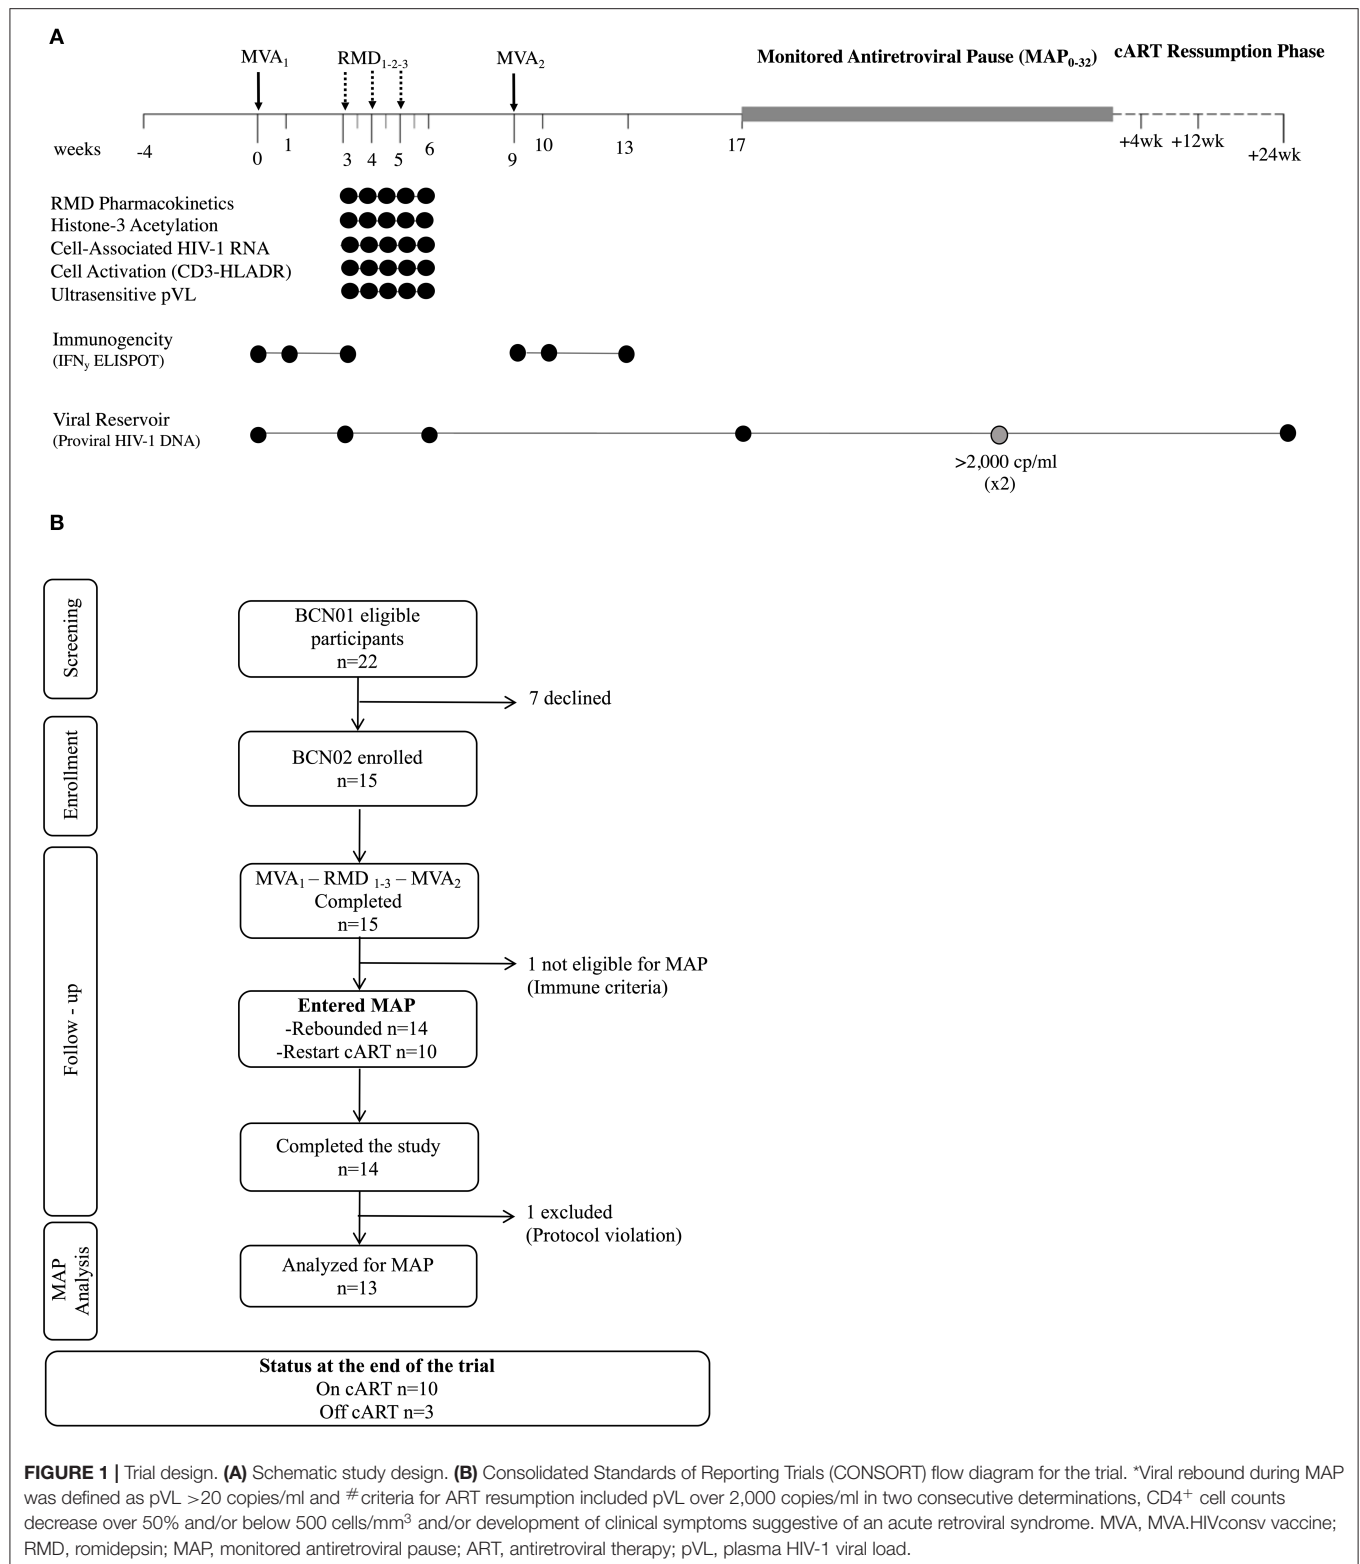 A
MVA1
RMD1-2-3
MVA2
Monitored Antiretroviral Pause (MAP0-32)
cART Ressumption Phase
weeks
-4
0
1
3
4
5
6
9
10
13
17
+4wk
+12wk
+24wk
RMD Pharmacokinetics
Histone-3 Acetylation
Cell-Associated HIV-1 RNA
Cell Activation (CD3-HLADR)
Ultrasensitive pVL
Immunogencity
(IFNy ELISPOT)
Viral Reservoir
(Proviral HIV-1 DNA)
>2,000 cp/ml
(x2)
B
Screening
BCN01 eligible
participants
n=22
7 declined
Enrollment
BCN02 enrolled
n=15
Follow - up
MVA1 – RMD 1-3 – MVA2
Completed
n=15
1 not eligible for MAP
(Immune criteria)
Entered MAP
-Rebounded n=14
-Restart cART n=10
Completed the study
n=14
1 excluded
(Protocol violation)
MAP
Analysis
Analyzed for MAP
n=13
Status at the end of the trial
On cART n=10
Off cART n=3
FIGURE 1 | Trial design. (A) Schematic study design. (B) Consolidated Standards of Reporting Trials (CONSORT) flow diagram for the trial. *Viral rebound during MAP
was defined as pVL >20 copies/ml and #criteria for ART resumption included pVL over 2,000 copies/ml in two consecutive determinations, CD4+ cell counts
decrease over 50% and/or below 500 cells/mm3 and/or development of clinical symptoms suggestive of an acute retroviral syndrome. MVA, MVA.HIVconsv vaccine;
RMD, romidepsin; MAP, monitored antiretroviral pause; ART, antiretroviral therapy; pVL, plasma HIV-1 viral load.